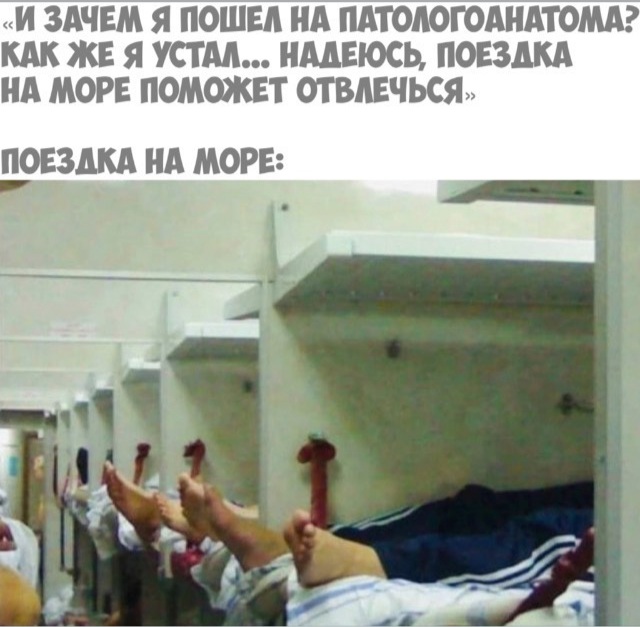 «И ЗАЧЕМ Я ПОШЕЛ НА ПАТОЛОГОАНАТОМА?
КАК ЖЕ Я УСТАЛ... НАДЕЮСЬ, ПОЕЗДКА
НА МОРЕ ПОМОЖЕТ ОТВЛЕЧЬСЯ»
ПОЕЗДКА НА МОРЕ: